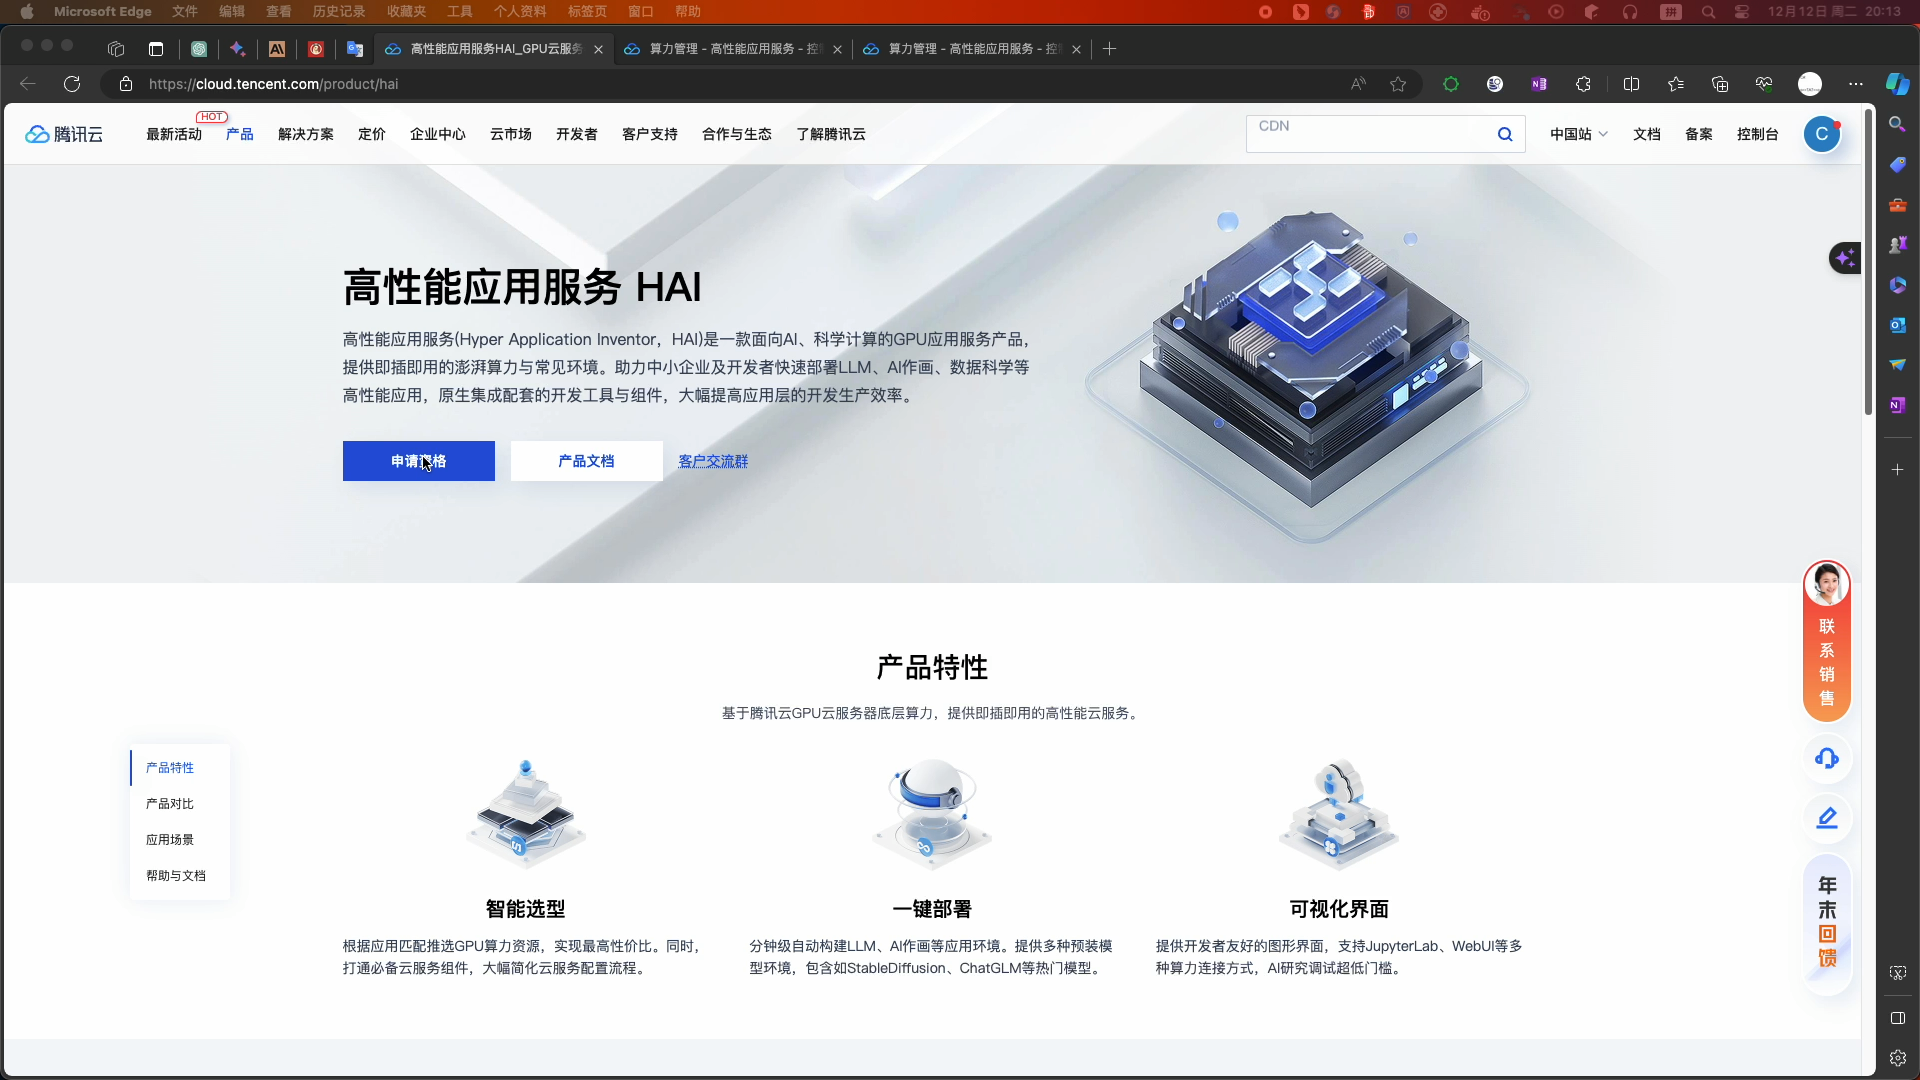 Microsoft Edge 文件 编辑 查看 历史记录 收藏夹 工具 个人资料 标签页 窗口 帮助 拼 12月12日 周二 20:13
高性能应用服务HAI_GPU云服务 算力管理 - 高性能应用服务 - 控 算力管理 - 高性能应用服务 - 控
https://cloud.tencent.com/product/hai
HOT
腾讯云 最新活动 产品 解决方案 定价 企业中心 云市场 开发者 客户支持 合作与生态 了解腾讯云 CDN 中国站 文档 备案 控制台 C
高性能应用服务 HAI
高性能应用服务(Hyper Application Inventor，HAI)是一款面向AI、科学计算的GPU应用服务产品，
提供即插即用的澎湃算力与常见环境。助力中小企业及开发者快速部署LLM、AI作画、数据科学等
高性能应用，原生集成配套的开发工具与组件，大幅提高应用层的开发生产效率。
申请资格 产品文档 客户交流群
产品特性
基于腾讯云GPU云服务器底层算力，提供即插即用的高性能云服务。
产品特性
产品对比
应用场景
帮助与文档
智能选型
根据应用匹配推选GPU算力资源，实现最高性价比。同时，
打通必备云服务组件，大幅简化云服务配置流程。
一键部署
分钟级自动构建LLM、AI作画等应用环境。提供多种预装模
型环境，包含如StableDiffusion、ChatGLM等热门模型。
可视化界面
提供开发者友好的图形界面，支持JupyterLab、WebUI等多
种算力连接方式，AI研究调试超低门槛。
联
系
销
售
年
末
回
馈